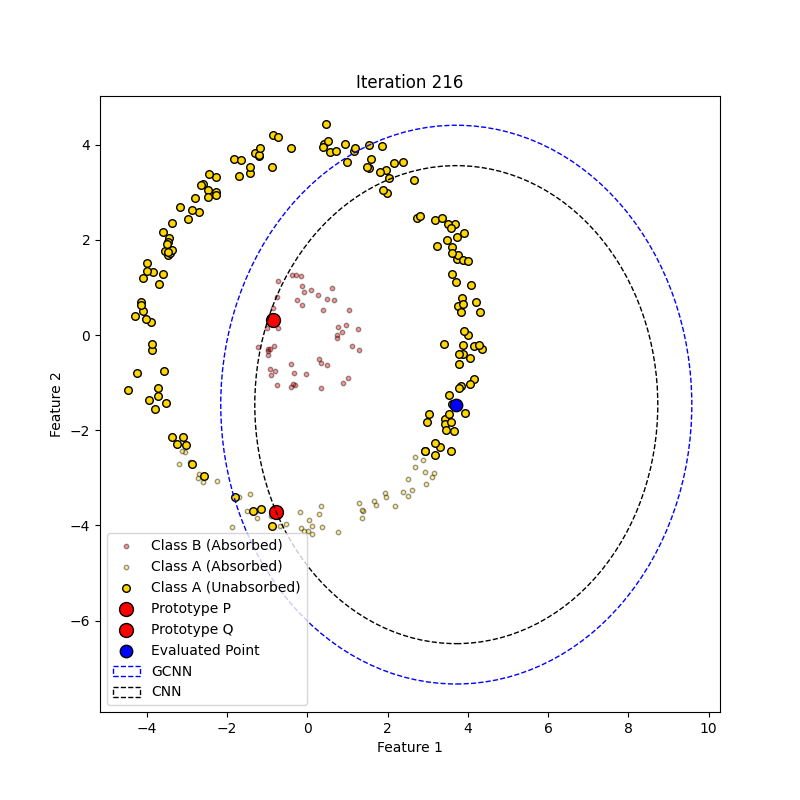 Iteration 216
4
2
0
−2
−4
−6
Feature 2
Class B (Absorbed)
Class A (Absorbed)
Class A (Unabsorbed)
Prototype P
Prototype Q
Evaluated Point
GCNN
CNN
−4 −2 0 2 4 6 8 10
Feature 1